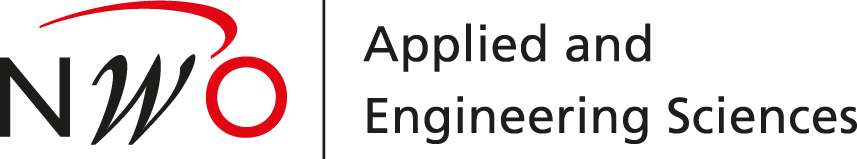 NWO
Applied and
Engineering Sciences